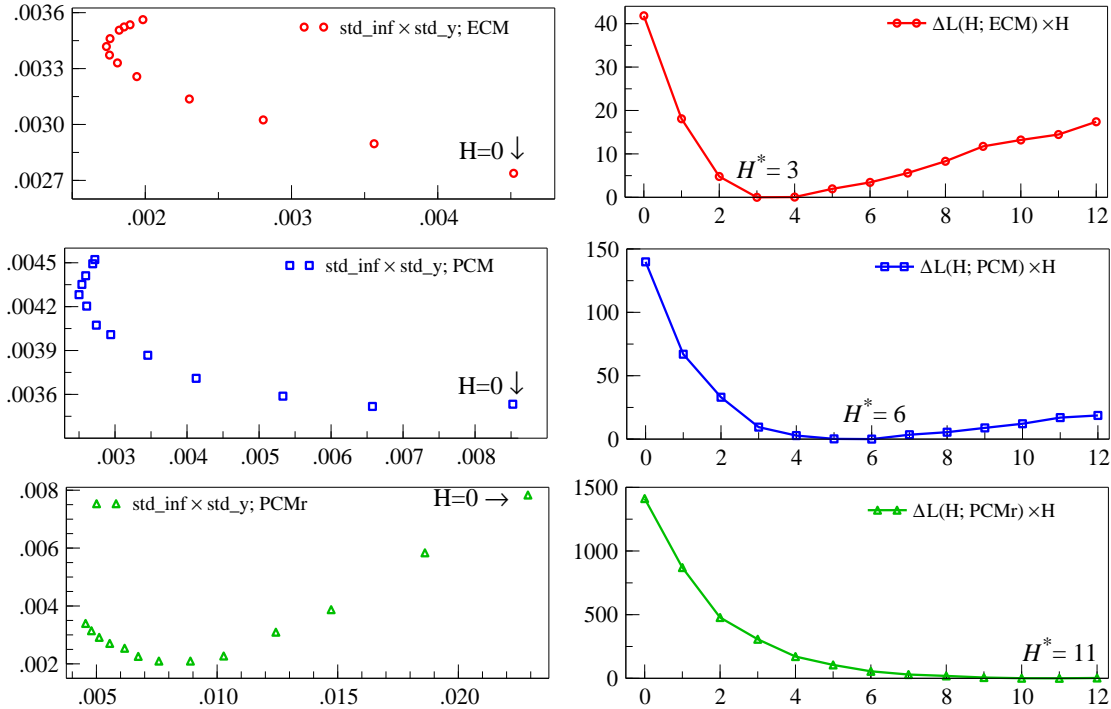 .0036
.0033
.0030
.0027
std_inf × std_y; ECM
H=0 ↓
.002 .003 .004
40
30
20
10
0
ΔL(H; ECM) ×H
H*= 3
0 2 4 6 8 10 12
.0045
.0042
.0039
.0036
std_inf × std_y; PCM
H=0 ↓
.003 .004 .005 .006 .007 .008
150
100
50
0
ΔL(H; PCM) ×H
H*= 6
0 2 4 6 8 10 12
.008
.006
.004
.002
std_inf × std_y; PCMr
H=0 →
.005 .010 .015 .020
1500
1000
500
0
ΔL(H; PCMr) ×H
H*= 11
0 2 4 6 8 10 12